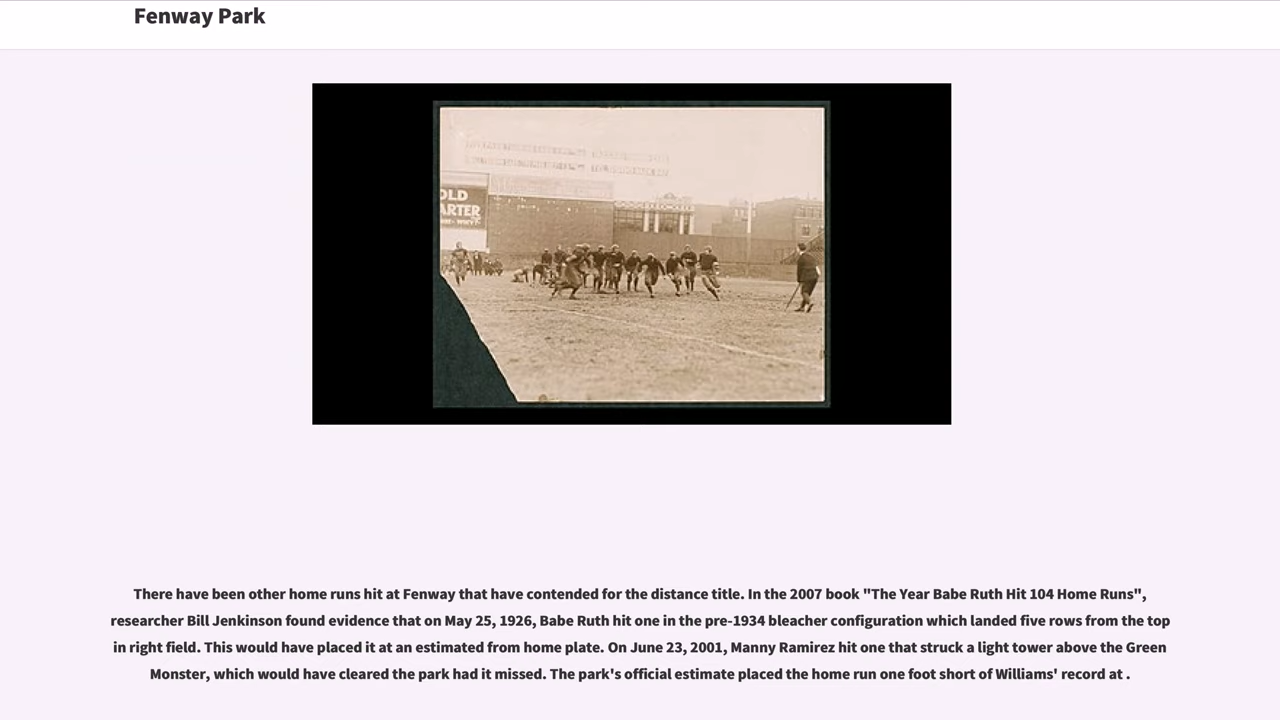 Fenway Park
OLD
ARTER
There have been other home runs hit at Fenway that have contended for the distance title. In the 2007 book "The Year Babe Ruth Hit 104 Home Runs",
researcher Bill Jenkinson found evidence that on May 25, 1926, Babe Ruth hit one in the pre-1934 bleacher configuration which landed five rows from the top
in right field. This would have placed it at an estimated from home plate. On June 23, 2001, Manny Ramirez hit one that struck a light tower above the Green
Monster, which would have cleared the park had it missed. The park's official estimate placed the home run one foot short of Williams' record at .